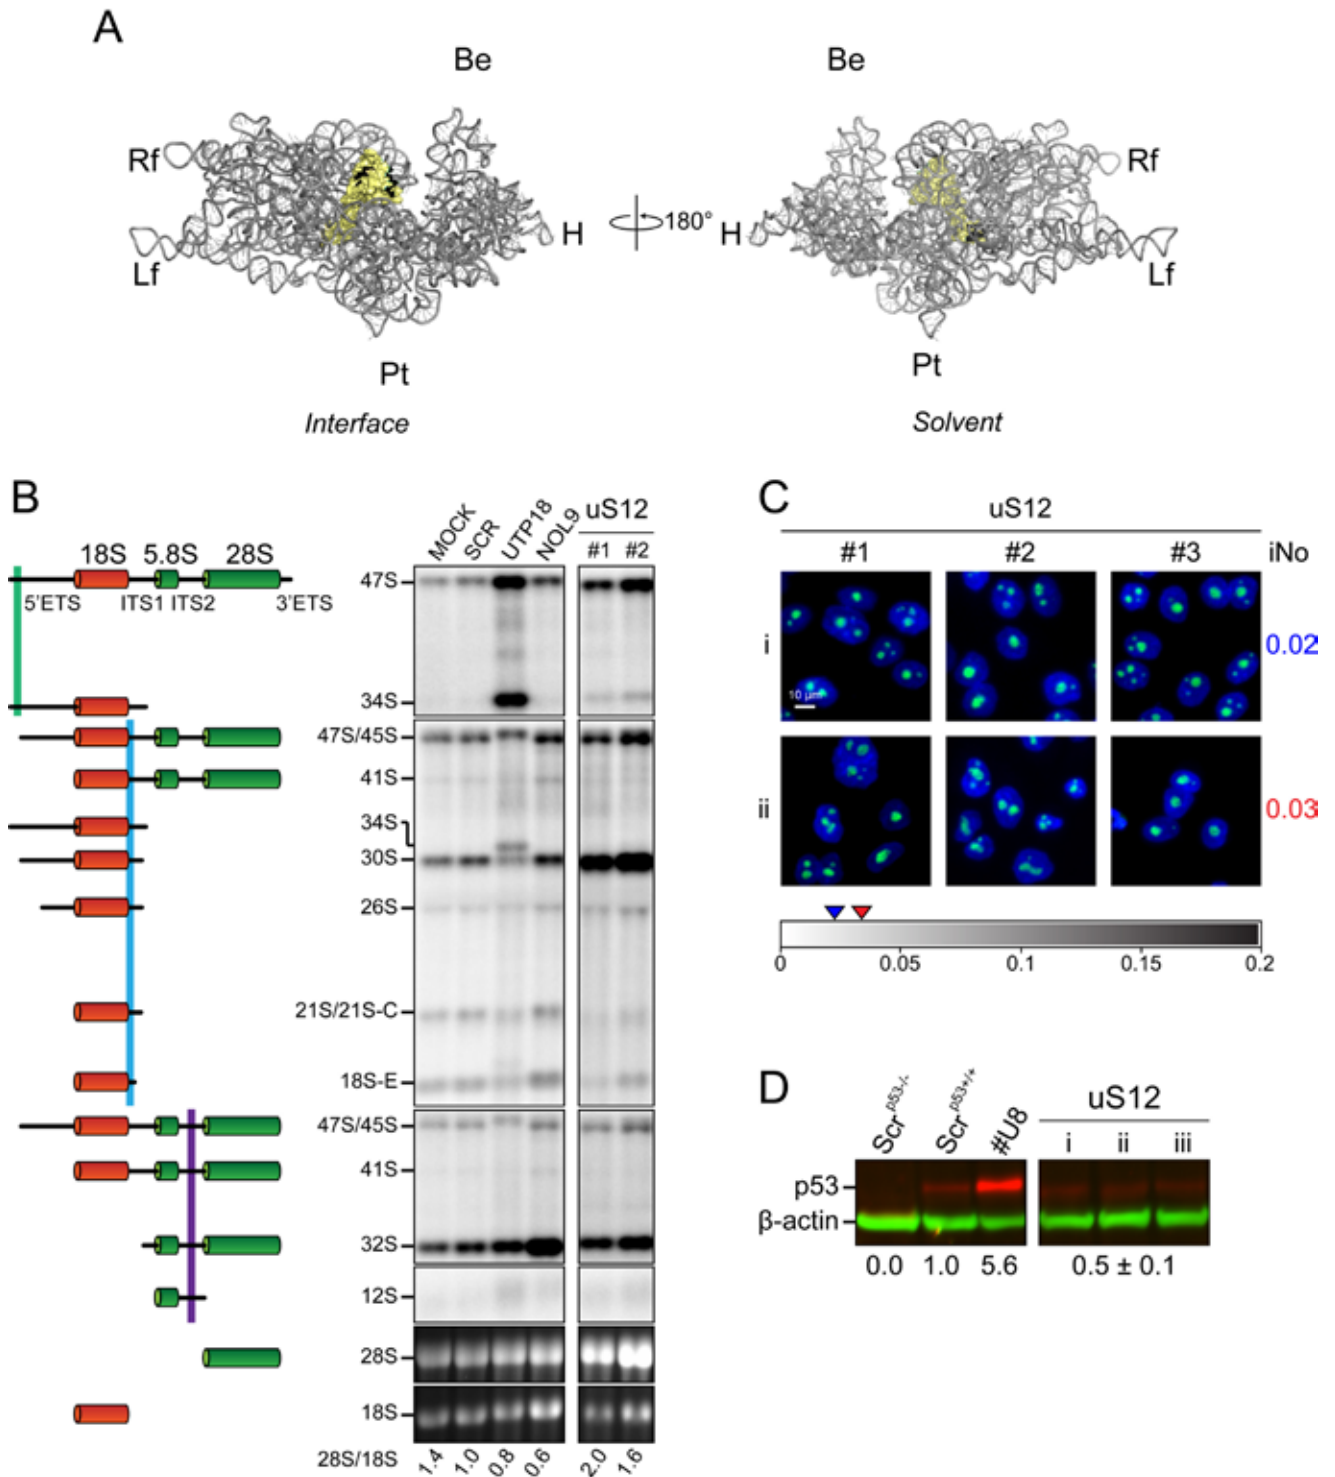 A
Be
Be
Rf
Rf
H
180°
H
Lf
Lf
Pt
Pt
Interface
Solvent
B
MOCK
SCR
UTP18
NOL9
uS12
#1 #2
18S 5.8S 28S
5'ETS ITS1 ITS2 3'ETS
47S
34S
47S/45S
41S
34S
30S
26S
21S/21S-C
18S-E
47S/45S
41S
32S
12S
28S
18S
28S/18S 1.4 1.0 0.8 0.6 2.0 1.6
C
uS12
#1 #2 #3 iNo
i 0.02
10 µm
ii 0.03
0 0.05 0.1 0.15 0.2
D
Scr p53-/-
Scr p53+/+
#U8
uS12
i ii iii
p53
β-actin
0.0 1.0 5.6 0.5 ± 0.1